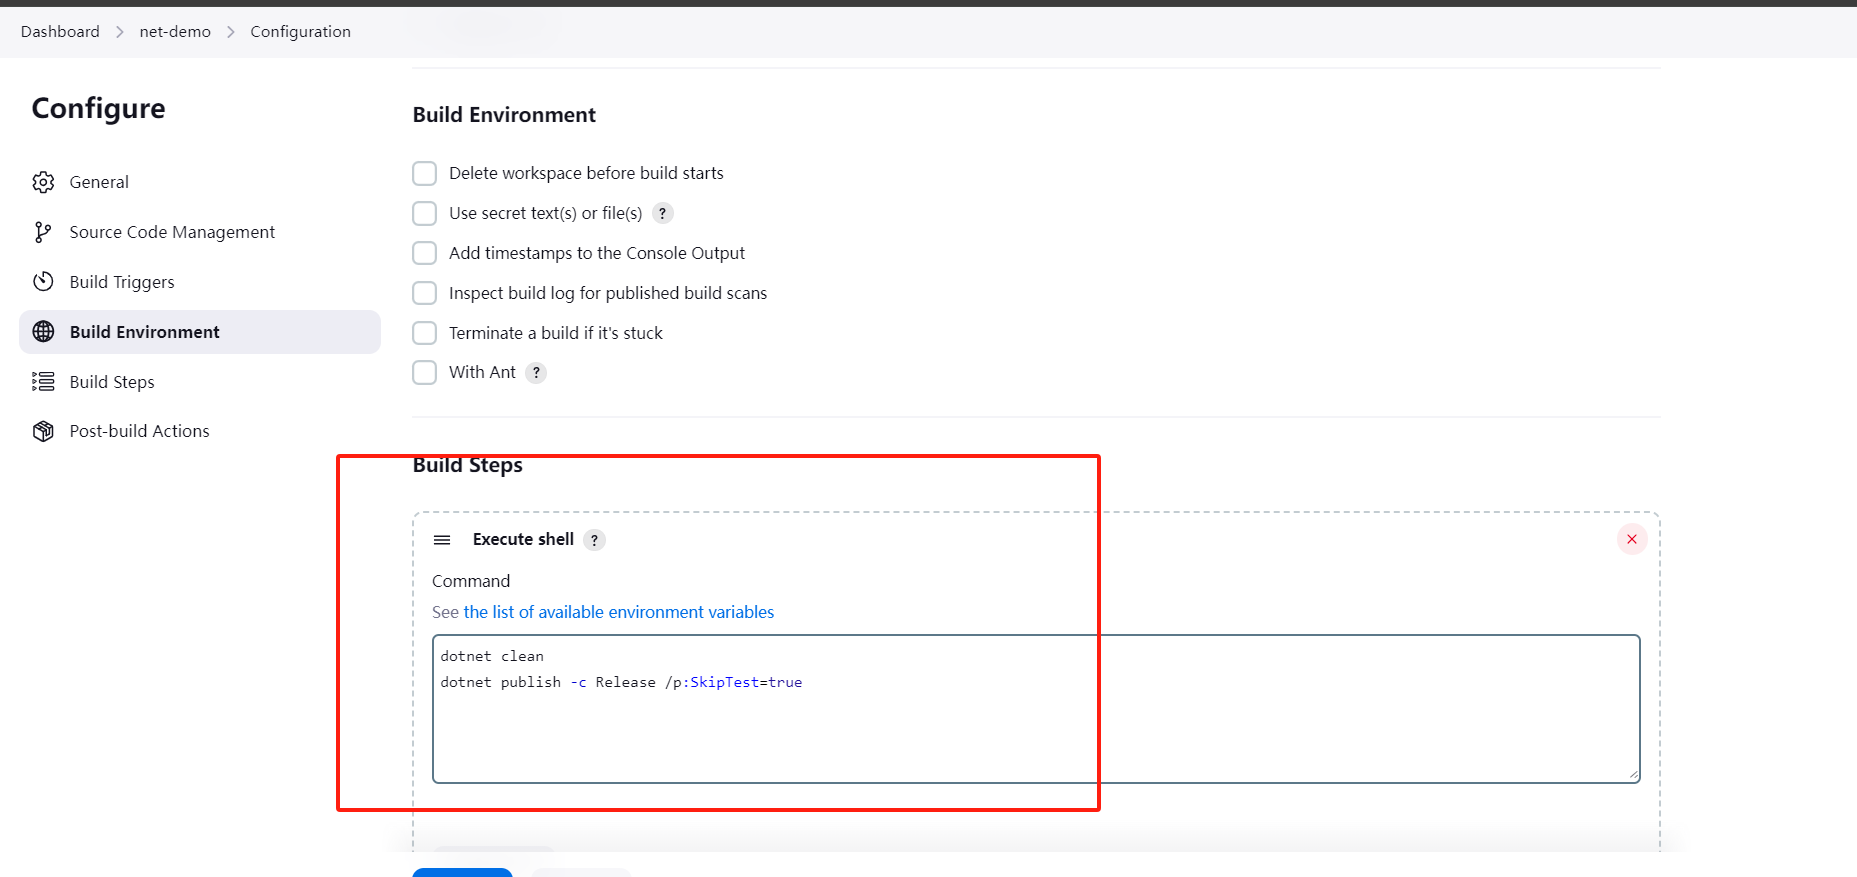 Dashboard > net-demo > Configuration
Configure
General
Source Code Management
Build Triggers
Build Environment
Build Steps
Post-build Actions
Build Environment
Delete workspace before build starts
Use secret text(s) or file(s) ?
Add timestamps to the Console Output
Inspect build log for published build scans
Terminate a build if it's stuck
With Ant ?
Build Steps
Execute shell ?
Command
See the list of available environment variables
dotnet clean
dotnet publish -c Release /p:SkipTest=true